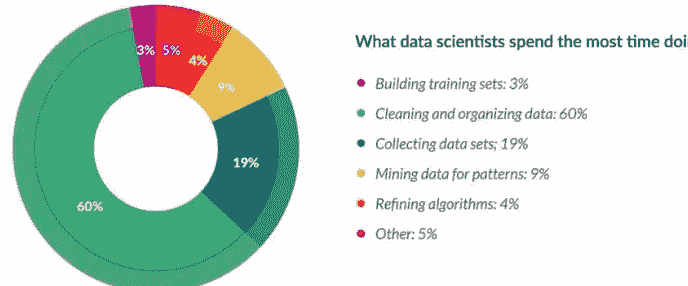 What data scientists spend the most time doi
Building training sets: 3%
Cleaning and organizing data: 60%
Collecting data sets; 19%
Mining data for patterns: 9%
Refining algorithms: 4%
Other: 5%
3%
5%
4%
9%
19%
60%